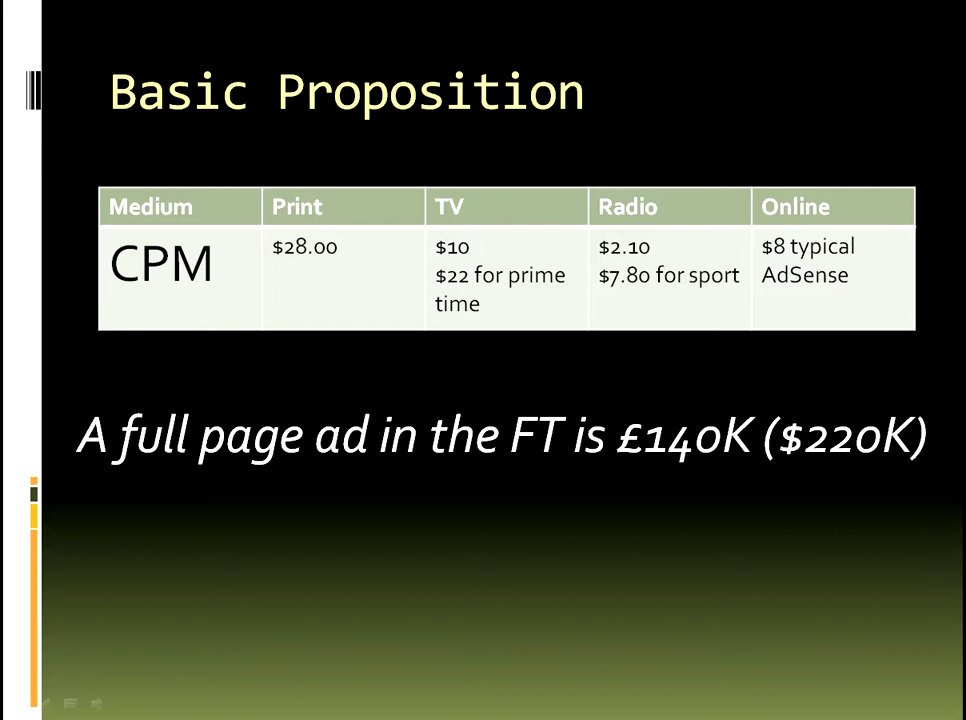 Basic Proposition
Medium Print TV Radio Online
CPM $28.00 $10 $2.10 $8 typical
$22 for prime $7.80 for sport AdSense
time
A full page ad in the FT is £140K ($220K)